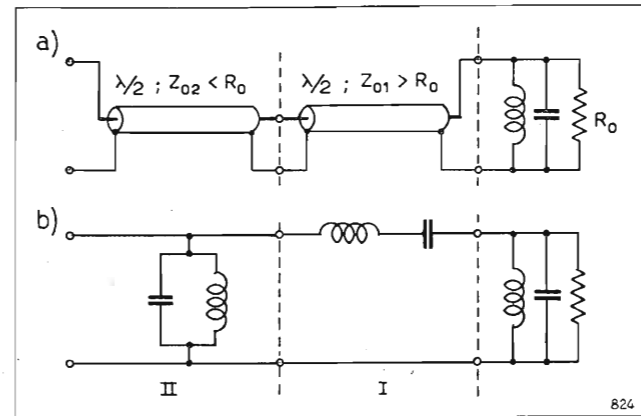 a)
λ/2 ; Z02 < R0
λ/2 ; Z01 > R0
R0
b)
II
I
824